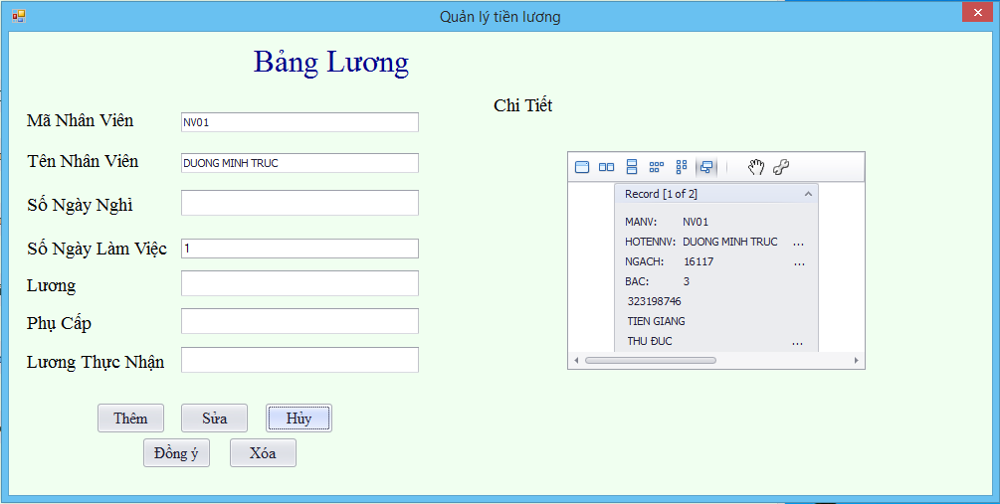 Quản lý tiền lương
Bảng Lương
Chi Tiết
Mã Nhân Viên NV01
Tên Nhân Viên DUONG MINH TRUC
Số Ngày Nghỉ
Số Ngày Làm Việc 1
Lương
Phụ Cấp
Lương Thực Nhận
Thêm Sửa Hủy
Đồng ý Xóa
Record [1 of 2]
MANV: NV01
HOTENNV: DUONG MINH TRUC ...
NGACH: 16117 ...
BAC: 3
323198746
TIEN GIANG
THU ĐUC ...